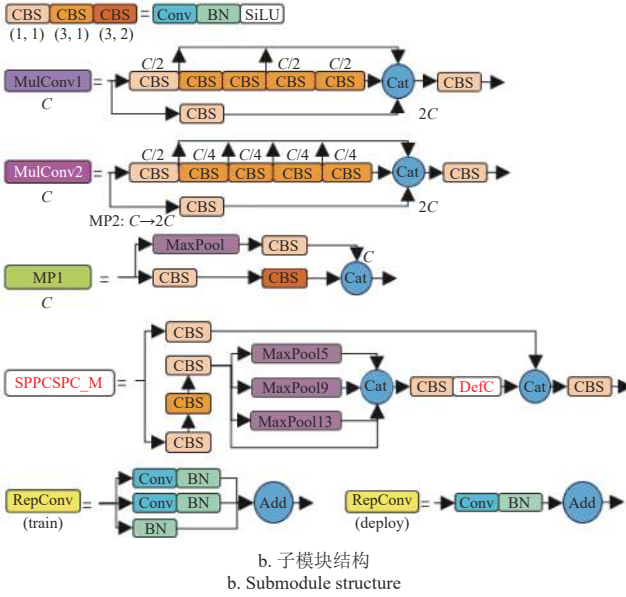 CBS CBS CBS = Conv BN SiLU
(1, 1) (3, 1) (3, 2)
C/2 C/2 C/2
MulConv1 = CBS CBS CBS CBS CBS Cat CBS
C CBS 2C
C/2 C/4 C/4 C/4 C/4
MulConv2 = CBS CBS CBS CBS CBS Cat CBS
C CBS 2C
MP2: C→2C
MaxPool CBS C
MP1 = CBS CBS Cat
C
CBS
CBS MaxPool5
SPPCSPC_M = MaxPool9 Cat CBS DefC Cat CBS
CBS
MaxPool13
CBS
Conv BN
RepConv = Conv BN Add RepConv = Conv BN Add
(train) BN (deploy)
b. 子模块结构
b. Submodule structure